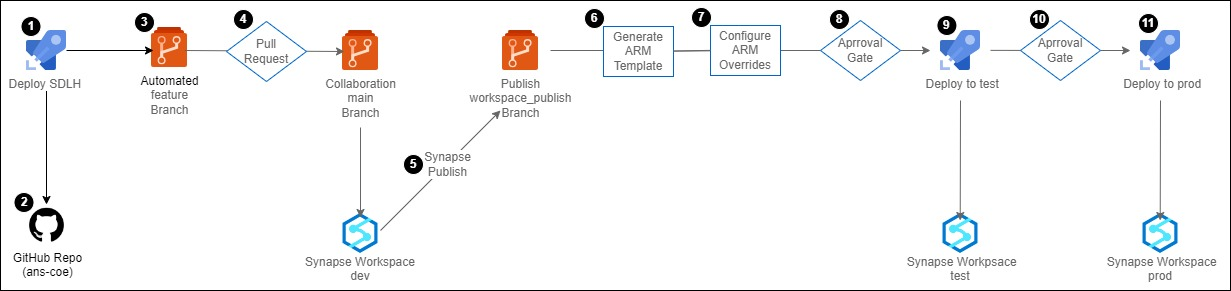 1
Deploy SDLH
2
GitHub Repo
(ans-coe)
3
Automated
feature
Branch
4
Pull
Request
Collaboration
main
Branch
Synapse Workspace
dev
5
Synapse
Publish
Publish
workspace_publish
Branch
6
Generate
ARM
Template
7
Configure
ARM
Overrides
8
Aprroval
Gate
9
Deploy to test
Synapse Workpsace
test
10
Aprroval
Gate
11
Deploy to prod
Synapse Workspace
prod